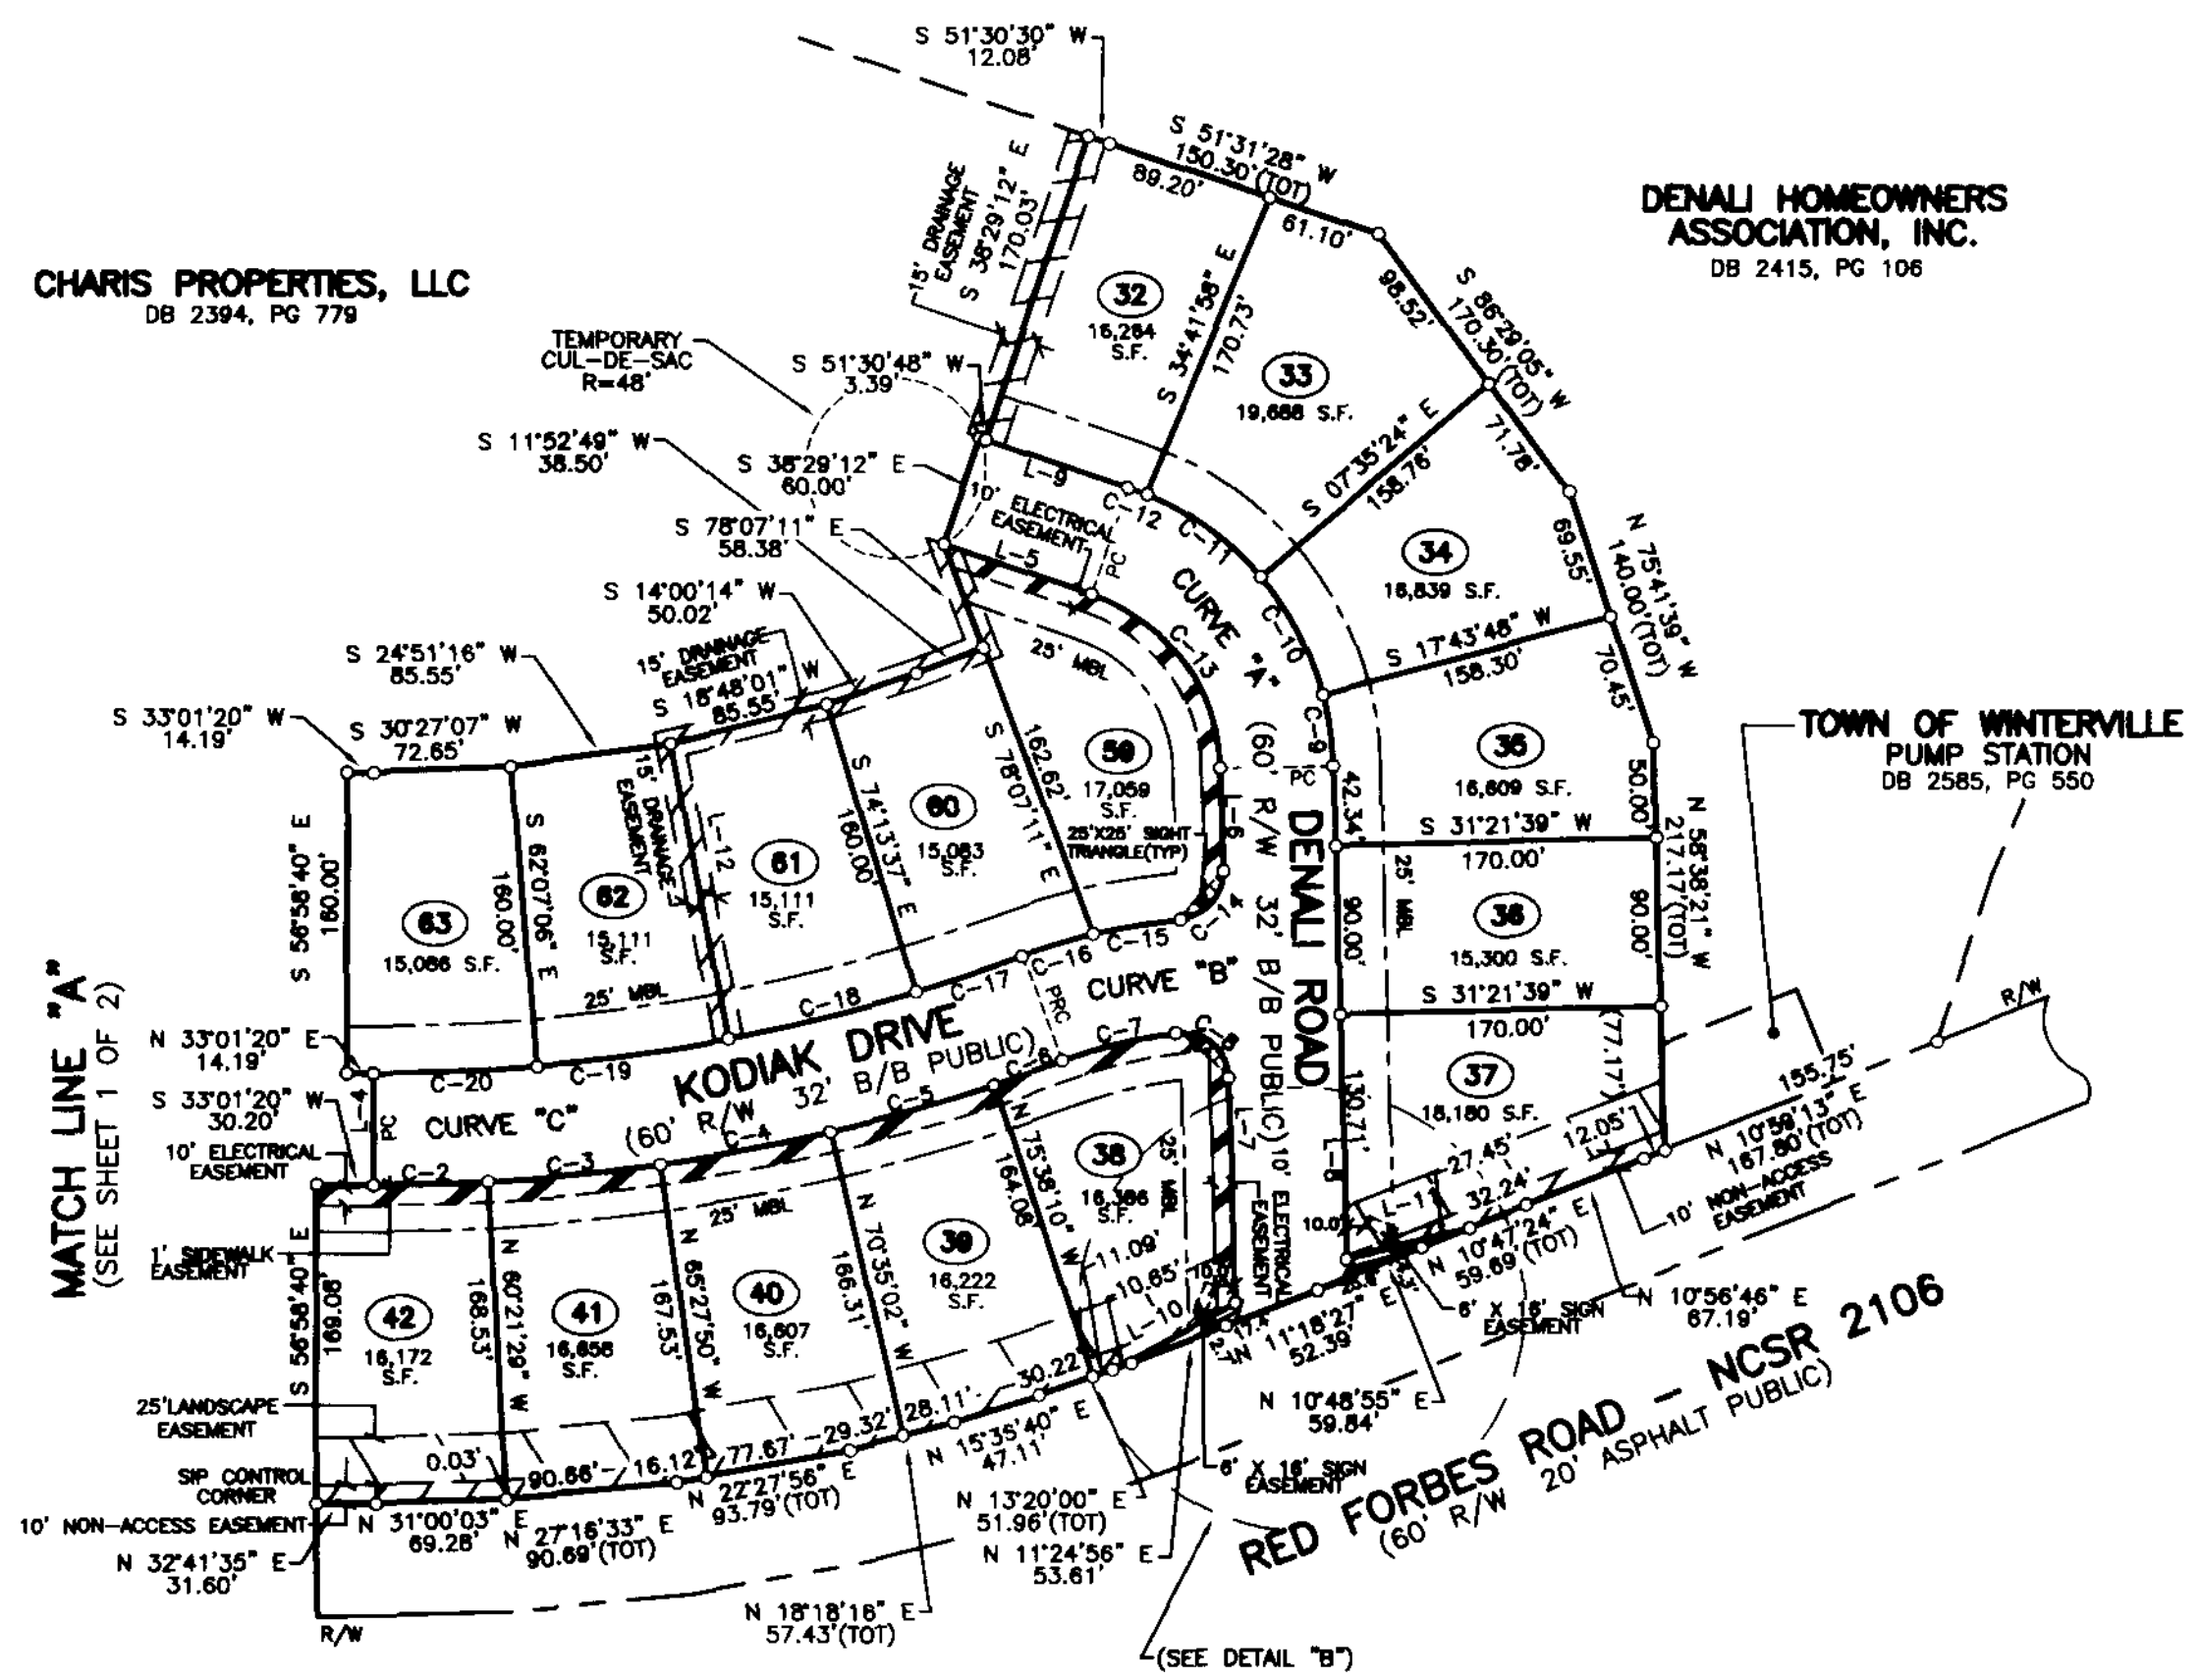 S 51°30'30" W
12.08'
S 51°31'28" W
150.30'(TOT)
89.20'
61.10'
DENALI HOMEOWNERS
ASSOCIATION, INC.
DB 2415, PG 106
CHARIS PROPERTIES, LLC
DB 2394, PG 779
15' DRAINAGE
EASEMENT
S 38°29'12" E
170.03'
32
16,264
S.F.
S 34°41'58" E
170.73'
98.52'
S 86°29'05" W
170.30'(TOT)
71.78'
33
19,688 S.F.
TEMPORARY
CUL-DE-SAC
R=48'
S 51°30'48" W
3.39'
S 11°52'49" W
38.50'
S 38°29'12" E
60.00'
L-9
10'
ELECTRICAL
EASEMENT
C-12
C-11
S 07°35'24" E
158.76'
S 78°07'11" E
58.38'
L-5
PC
CURVE "A"
34
16,839 S.F.
69.55'
N 75°41'39" W
140.00'(TOT)
70.45'
S 14°00'14" W
50.02'
C-13
C-10
25' MBL
S 17°43'48" W
158.30'
15' DRAINAGE
EASEMENT
S 18°48'01" W
85.55'
S 24°51'16" W
85.55'
S 33°01'20" W
14.19'
S 30°27'07" W
72.65'
C-9
PC
35
16,609 S.F.
50.00'
TOWN OF WINTERVILLE
PUMP STATION
DB 2585, PG 550
S 78°07'11" E
162.62'
59
17,059
S.F.
25'X25' SIGHT
TRIANGLE(TYP)
L-6
42.34'
S 31°21'39" W
170.00'
N 58°38'21" W
217.17'(TOT)
15' DRAINAGE
EASEMENT
L-12
S 74°13'37" E
160.00'
60
15,083
S.F.
61
15,111
S.F.
S 56°58'40" E
160.00'
S 62°07'06" E
160.00'
62
15,111
S.F.
63
15,086 S.F.
25' MBL
(60' R/W 32' B/B PUBLIC)
DENALI ROAD
90.00'
25' MBL
36
15,300 S.F.
90.00'
C-14
C-15
C-16
C-17
C-18
PRC
CURVE "B"
S 31°21'39" W
170.00'
(77.17')
R/W
MATCH LINE "A"
(SEE SHEET 1 OF 2)
N 33°01'20" E
14.19'
C-20
C-19
KODIAK DRIVE
(60' R/W 32' B/B PUBLIC)
C-7
C-6
37
18,180 S.F.
130.71'
L-8
155.75'
N 10°59'13" E
167.80'(TOT)
S 33°01'20" W
30.20'
L-4
PC
CURVE "C"
C-5
C-4
10' ELECTRICAL
EASEMENT
C-2
C-3
N 75°38'10" W
164.08'
38
S.F.
25' MBL
L-7
10' ELECTRICAL
EASEMENT
12.05'
27.45'
L-11
32.24'
10' NON-ACCESS
EASEMENT
1' SIDEWALK
EASEMENT
25' MBL
N 70°35'02" W
166.31'
39
16,222
S.F.
11.09'
10.65'
L-10
N 10°47'24" E
59.69'(TOT)
S 56°58'40" E
169.08'
42
16,172
S.F.
N 60°21'29" W
168.53'
41
16,658
S.F.
N 65°27'50" W
167.53'
40
16,607
S.F.
N 11°18'27" E
52.39'
6' X 16' SIGN
EASEMENT
N 10°56'46" E
67.19'
25'LANDSCAPE
EASEMENT
0.03'
90.66'
16.12'
77.67'
29.32'
28.11'
30.22'
N 10°48'55" E
59.84'
RED FORBES ROAD - NCSR 2106
(60' R/W 20' ASPHALT PUBLIC)
SIP CONTROL
CORNER
10' NON-ACCESS EASEMENT
N 31°00'03" E
69.28'
N 27°16'33" E
90.69'(TOT)
N 22°27'56" E
93.79'(TOT)
N 15°35'40" E
47.11'
6' X 16' SIGN
EASEMENT
N 13°20'00" E
51.96'(TOT)
N 32°41'35" E
31.60'
N 11°24'56" E
53.61'
N 18°18'16" E
57.43'(TOT)
R/W
(SEE DETAIL "B")